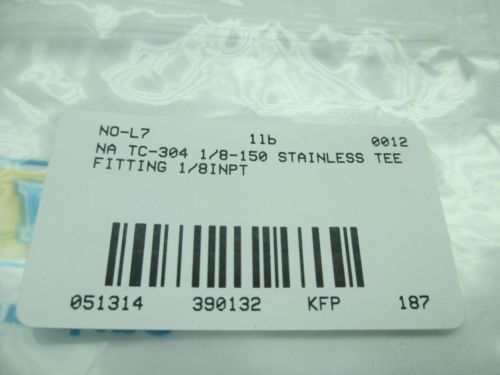 NO-L7 1lb 0012
NA TC-304 1/8-150 STAINLESS TEE
FITTING 1/8INPT
051314 390132 KFP 187